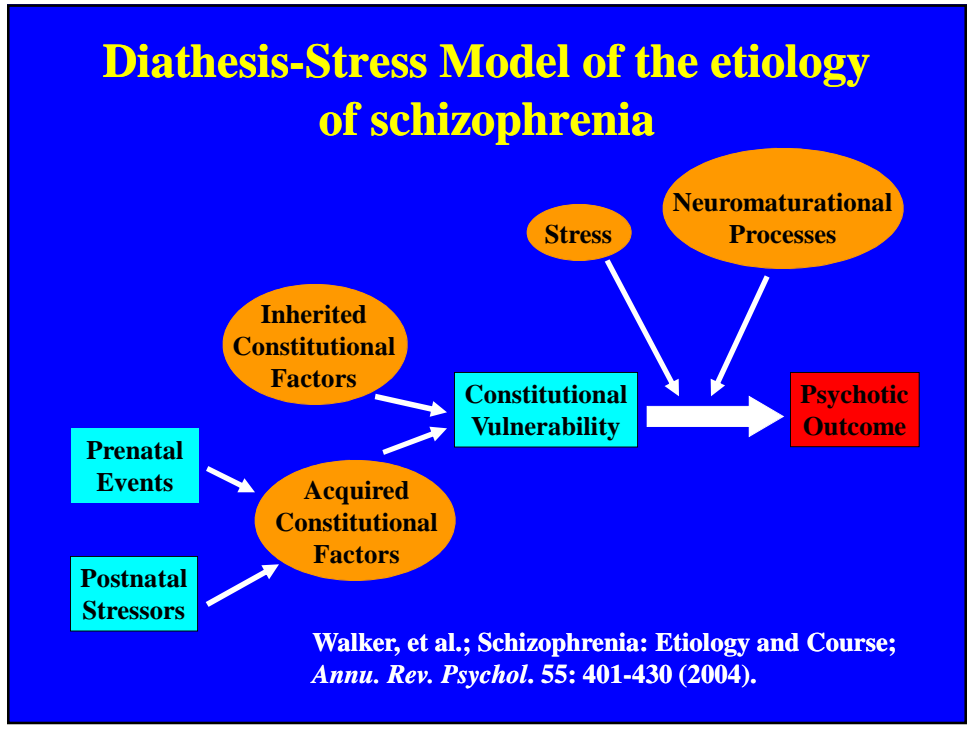 Diathesis-Stress Model of the etiology
of schizophrenia
Neuromaturational
Processes
Stress
Inherited
Constitutional
Factors
Constitutional
Vulnerability
Psychotic
Outcome
Prenatal
Events
Acquired
Constitutional
Factors
Postnatal
Stressors
Walker, et al.; Schizophrenia: Etiology and Course;
Annu. Rev. Psychol. 55: 401-430 (2004).